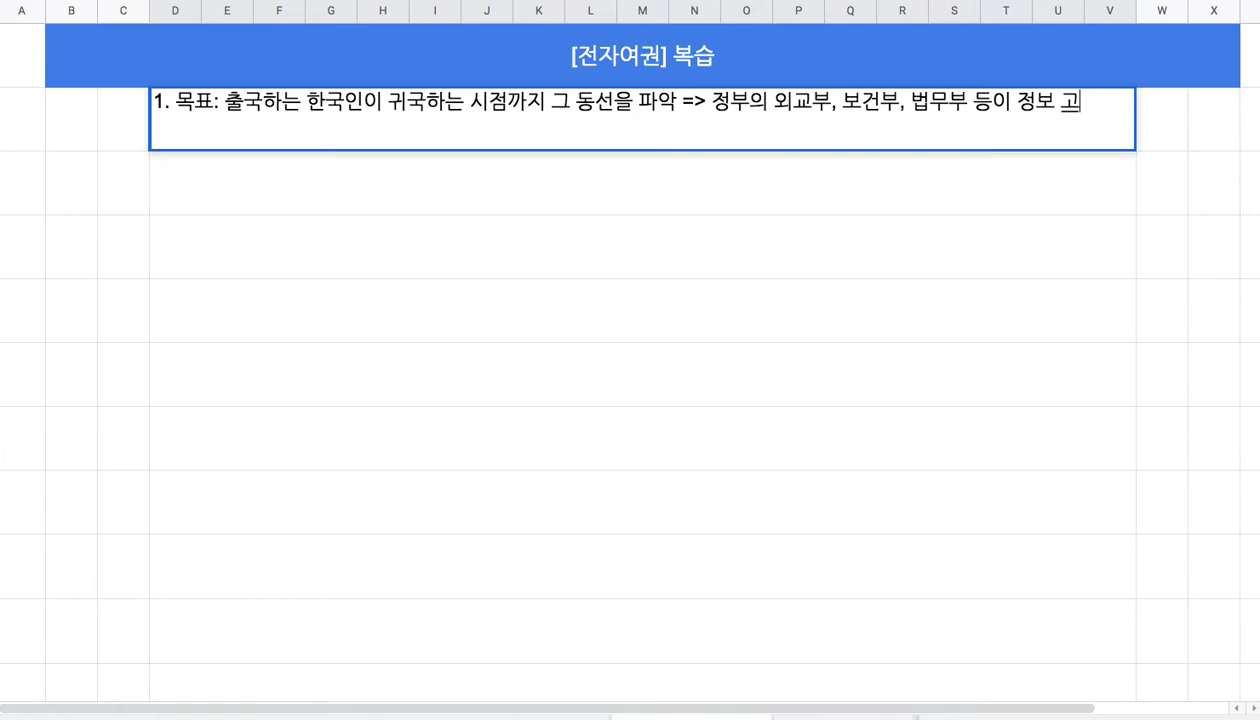 A B C D E F G H I J K L M N O P Q R S T U V W X
[전자여권] 복습
1. 목표: 출국하는 한국인이 귀국하는 시점까지 그 동선을 파악 => 정부의 외교부, 보건부, 법무부 등이 정보 고